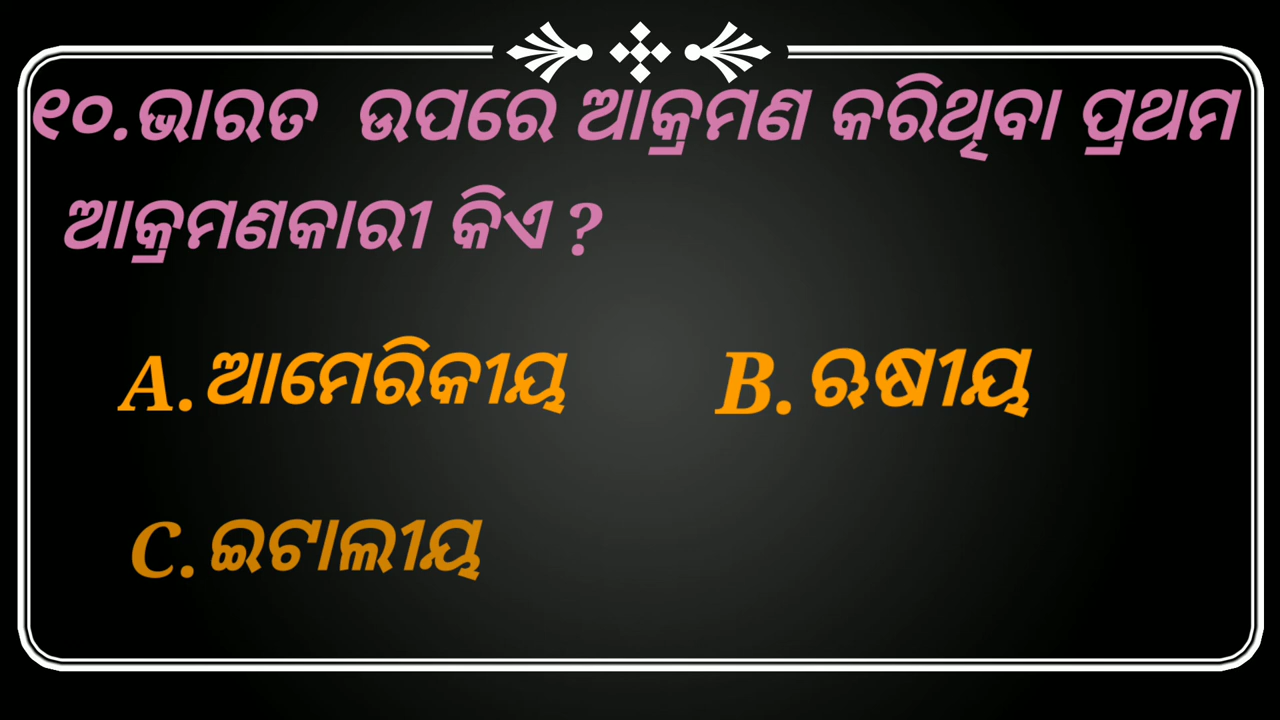 ୧୦.ଭାରତ ଉପରେ ଆକ୍ରମଣ କରିଥିବା ପ୍ରଥମ
ଆକ୍ରମଣକାରୀ କିଏ ?
A.ଆମେରିକୀୟ B.ଋଷୀୟ
C.ଇଟାଲୀୟ